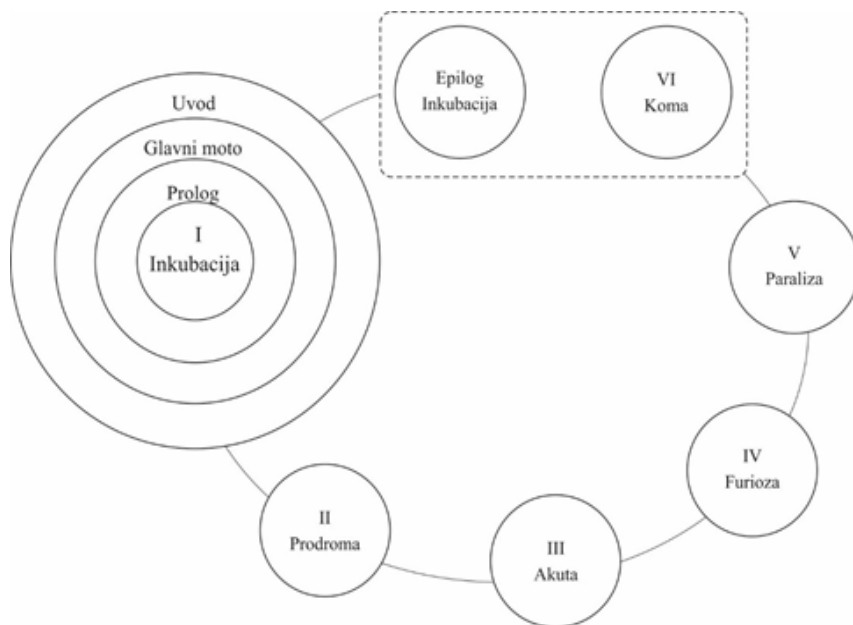 Uvod
Glavni moto
Prolog
I
Inkubacija
II
Prodroma
III
Akuta
IV
Furioza
V
Paraliza
VI
Koma
Epilog
Inkubacija